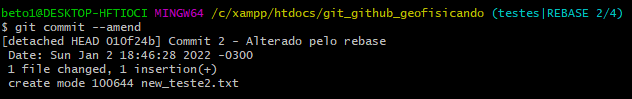 beto1@DESKTOP-HFTIOCI MINGW64 /c/xampp/htdocs/git_github_geofisicando (testes|REBASE 2/4)
$ git commit --amend
[detached HEAD 010f24b] Commit 2 - Alterado pelo rebase
 Date: Sun Jan 2 18:46:28 2022 -0300
 1 file changed, 1 insertion(+)
 create mode 100644 new_teste2.txt